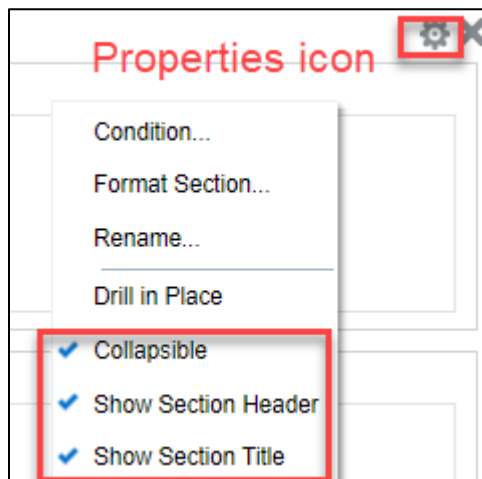 Properties icon
Condition...
Format Section...
Rename...
Drill in Place
Collapsible
Show Section Header
Show Section Title